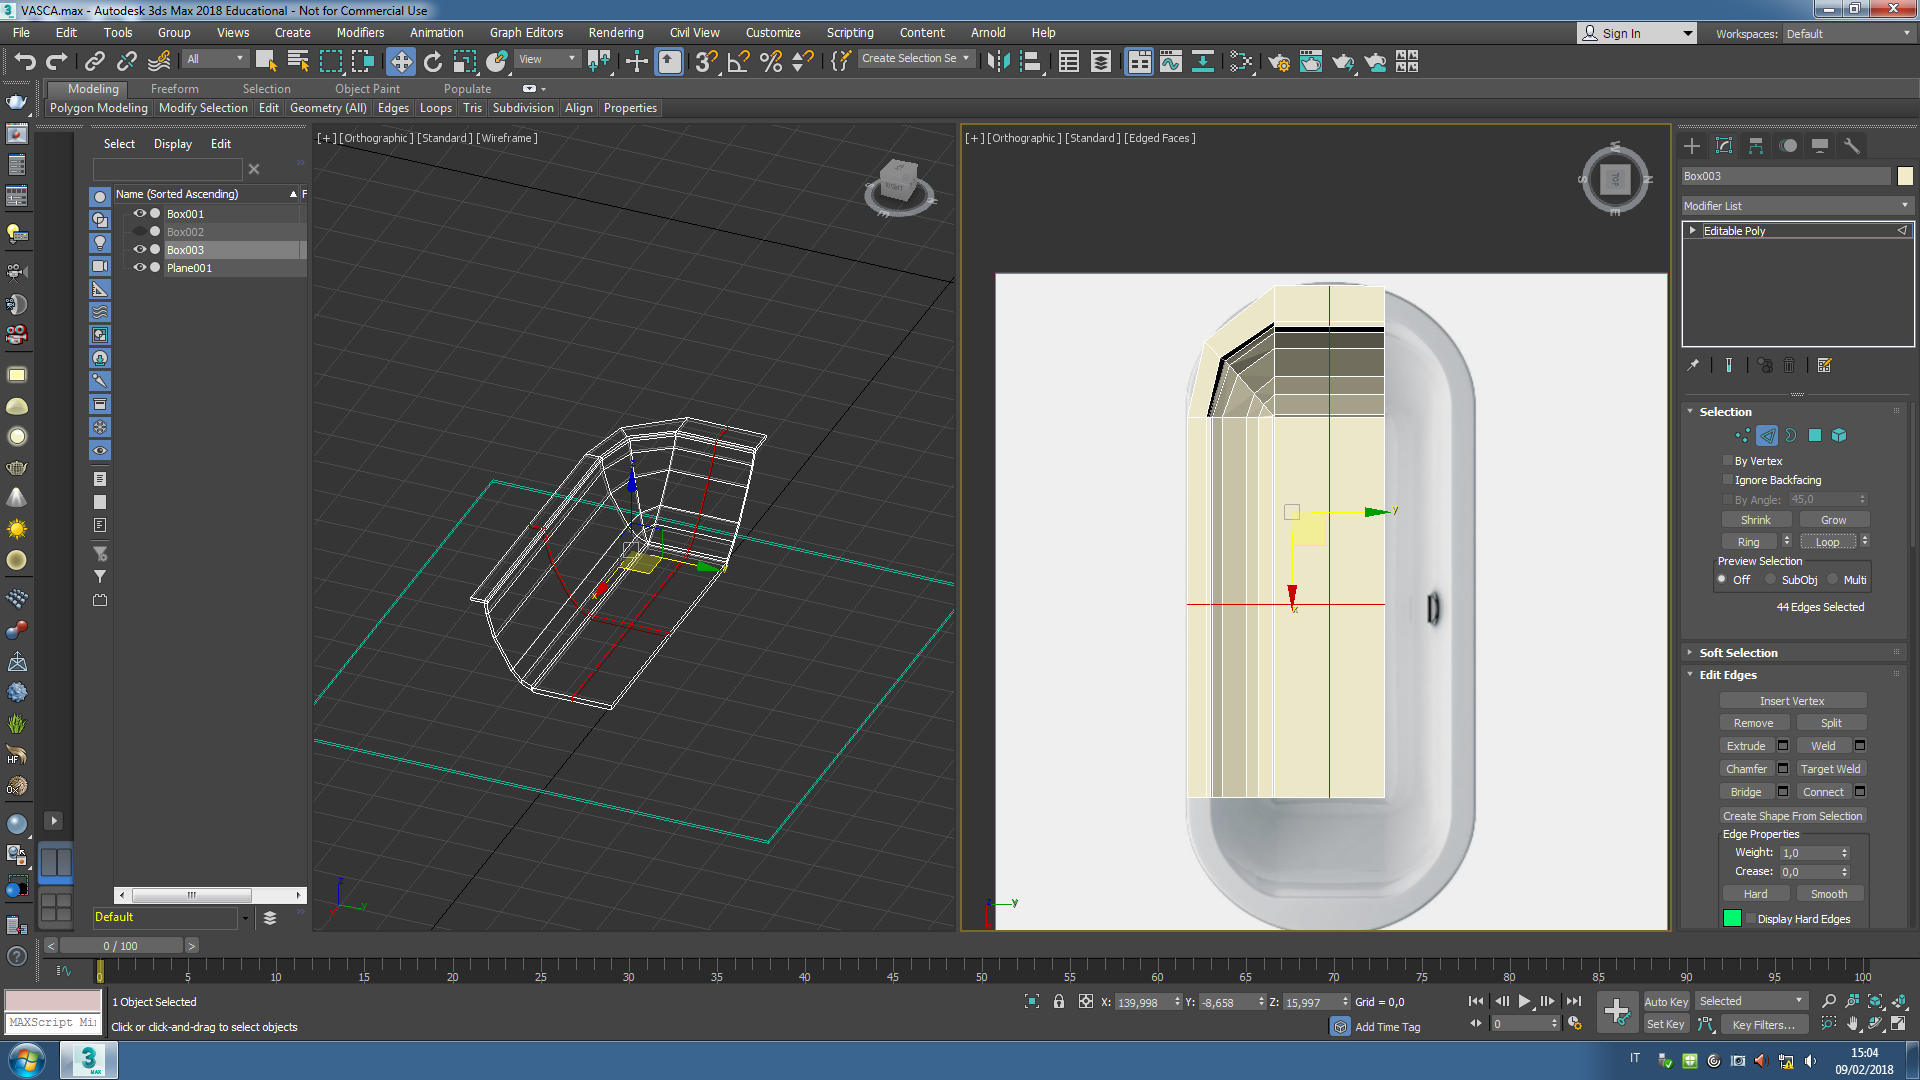 VASCA.max - Autodesk 3ds Max 2018 Educational - Not for Commercial Use
File Edit Tools Group Views Create Modifiers Animation Graph Editors Rendering Civil View Customize Scripting Content Arnold Help
Sign In
Workspaces: Default
All
View
Create Selection Se
Modeling Freeform Selection Object Paint Populate
Polygon Modeling Modify Selection Edit Geometry (All) Edges Loops Tris Subdivision Align Properties
Select Display Edit
Name (Sorted Ascending) F
Box001
Box002
Box003
Plane001
Default
[+] [Orthographic ] [Standard ] [Wireframe ]
[+] [Orthographic ] [Standard ] [Edged Faces ]
TOP
Box003
Modifier List
Editable Poly
Selection
By Vertex
Ignore Backfacing
By Angle: 45,0
Shrink Grow
Ring Loop
Preview Selection
Off SubObj Multi
44 Edges Selected
Soft Selection
Edit Edges
Insert Vertex
Remove Split
Extrude Weld
Chamfer Target Weld
Bridge Connect
Create Shape From Selection
Edge Properties
Weight: 1,0
Crease: 0,0
Hard Smooth
Display Hard Edges
0 / 100
0 5 10 15 20 25 30 35 40 45 50 55 60 65 70 75 80 85 90 95 100
1 Object Selected
Click or click-and-drag to select objects
MAXScript Mi
X: 139,998 Y: -8,658 Z: 15,997 Grid = 0,0
Add Time Tag
0
Auto Key Selected
Set Key Key Filters...
IT
15:04
09/02/2018